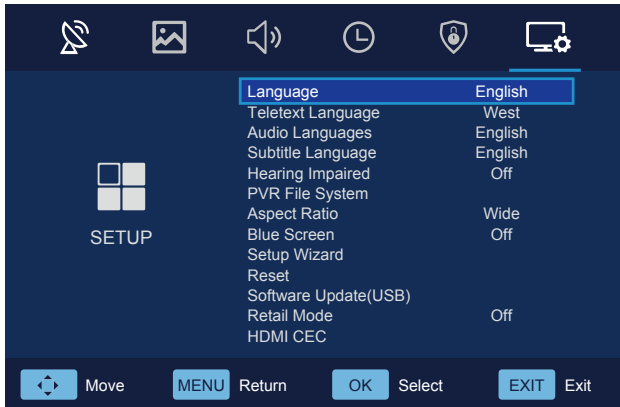 SETUP
Language English
Teletext Language West
Audio Languages English
Subtitle Language English
Hearing Impaired Off
PVR File System
Aspect Ratio Wide
Blue Screen Off
Setup Wizard
Reset
Software Update(USB)
Retail Mode Off
HDMI CEC
Move MENU Return OK Select EXIT Exit